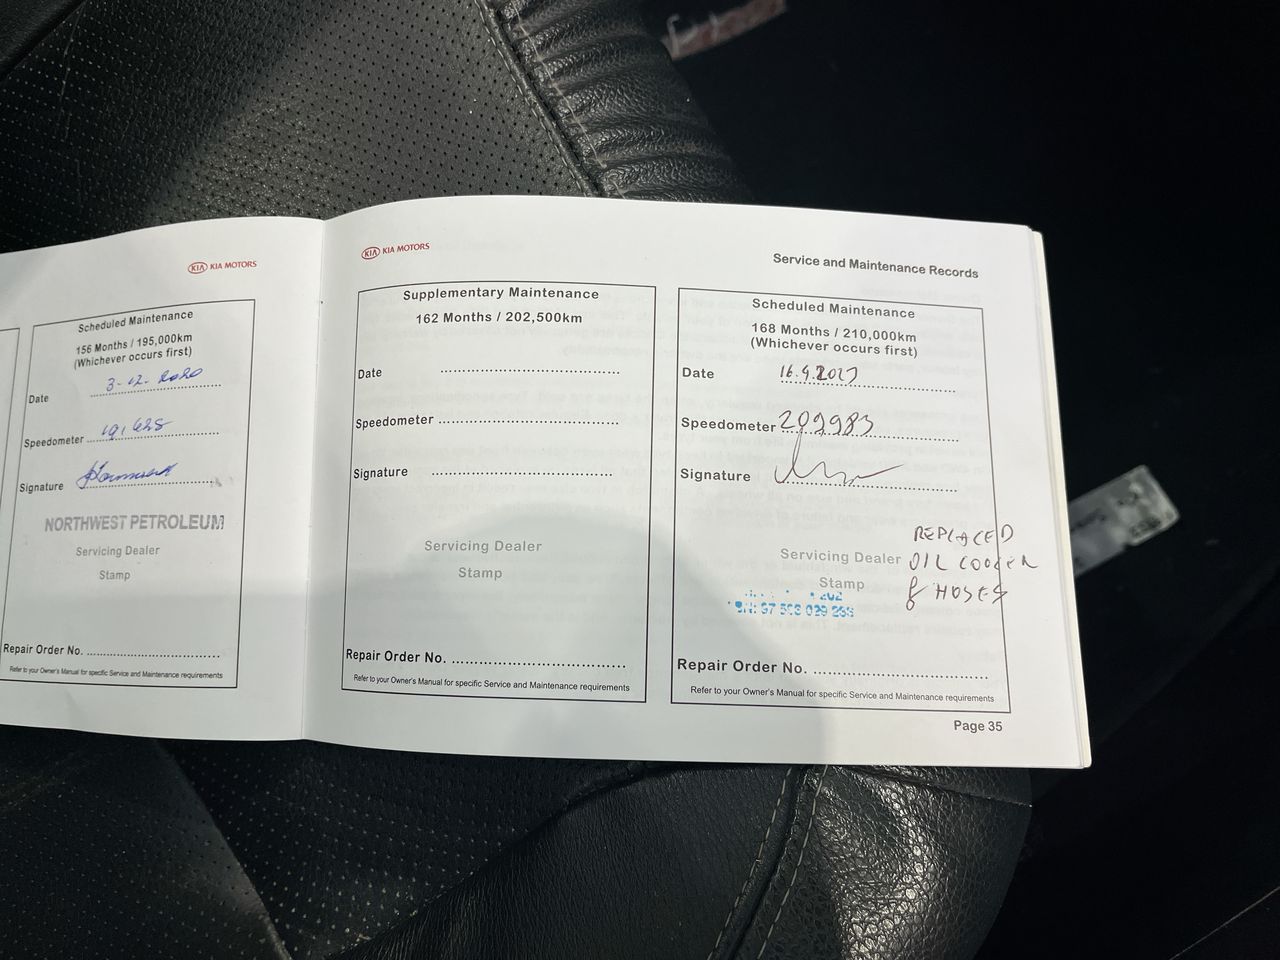 KIA MOTORS
Scheduled Maintenance
156 Months / 195,000km
(Whichever occurs first)
Date 3-12-2020
Speedometer 191,628
Signature
NORTHWEST PETROLEUM
Servicing Dealer
Stamp
Repair Order No.
Refer to your Owner's Manual for specific Service and Maintenance requirements
KIA MOTORS
Supplementary Maintenance
162 Months / 202,500km
Date
Speedometer
Signature
Servicing Dealer
Stamp
Repair Order No.
Refer to your Owner's Manual for specific Service and Maintenance requirements
Service and Maintenance Records
Scheduled Maintenance
168 Months / 210,000km
(Whichever occurs first)
Date
Speedometer 209983
Signature
REPLACED
OIL COOLER
& HOSES
Servicing Dealer
Stamp
Repair Order No.
Refer to your Owner's Manual for specific Service and Maintenance requirements
Page 35